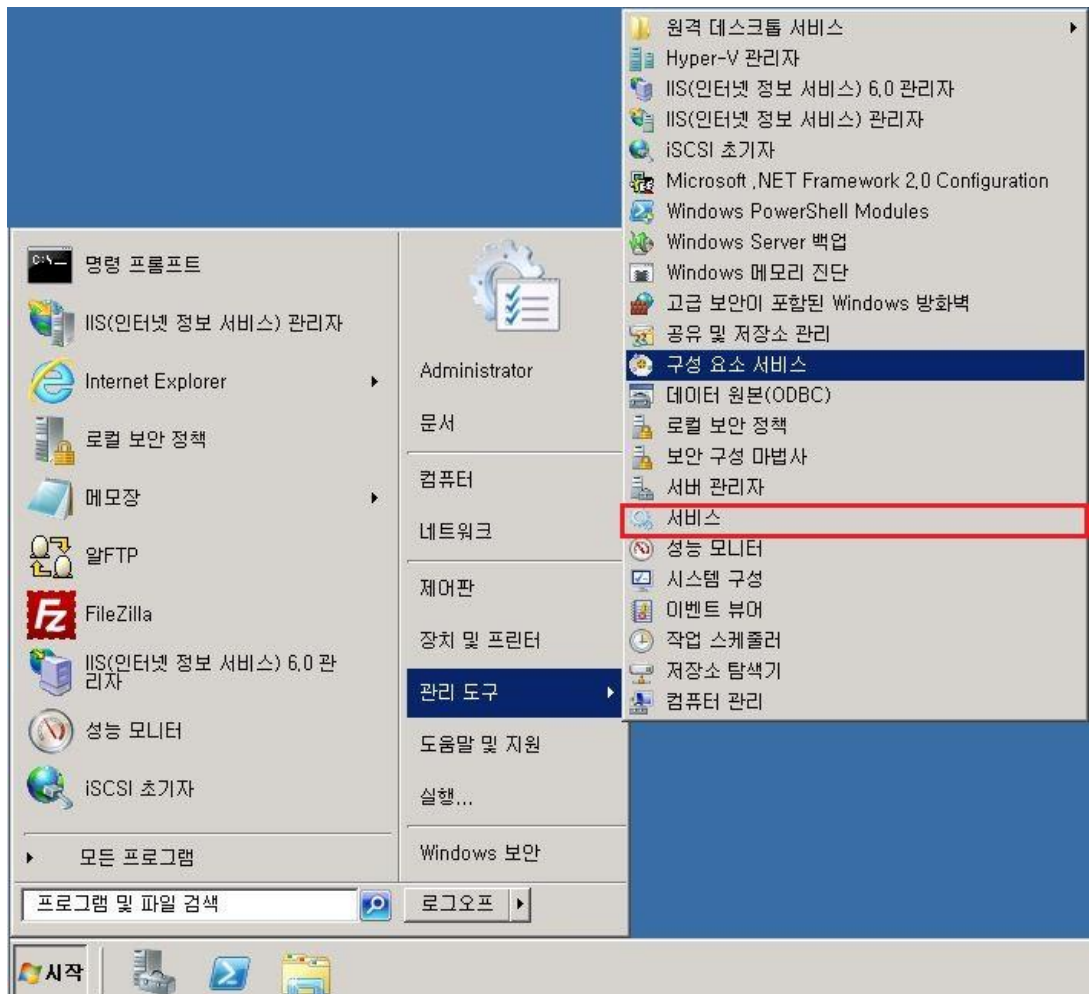 원격 데스크톱 서비스
Hyper-V 관리자
IIS(인터넷 정보 서비스) 6.0 관리자
IIS(인터넷 정보 서비스) 관리자
iSCSI 초기자
Microsoft .NET Framework 2.0 Configuration
Windows PowerShell Modules
Windows Server 백업
Windows 메모리 진단
고급 보안이 포함된 Windows 방화벽
공유 및 저장소 관리
구성 요소 서비스
데이터 원본(ODBC)
로컬 보안 정책
보안 구성 마법사
서버 관리자
서비스
성능 모니터
시스템 구성
이벤트 뷰어
작업 스케줄러
저장소 탐색기
컴퓨터 관리
C:\
명령 프롬프트
IIS(인터넷 정보 서비스) 관리자
Internet Explorer
로컬 보안 정책
메모장
알FTP
FileZilla
IIS(인터넷 정보 서비스) 6.0 관
리자
성능 모니터
iSCSI 초기자
모든 프로그램
프로그램 및 파일 검색
Administrator
문서
컴퓨터
네트워크
제어판
장치 및 프린터
관리 도구
도움말 및 지원
실행...
Windows 보안
로그오프
시작